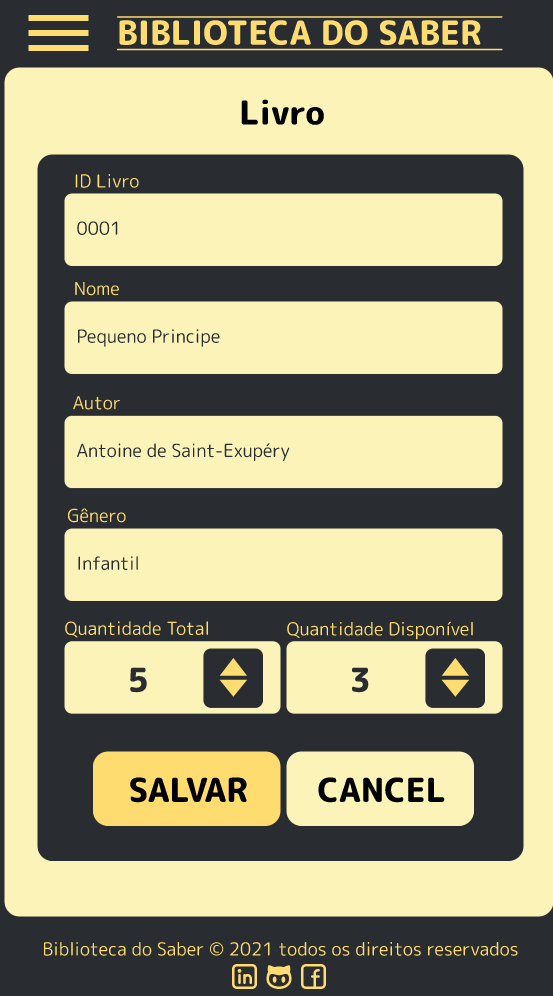 BIBLIOTECA DO SABER
Livro
ID Livro
0001
Nome
Pequeno Principe
Autor
Antoine de Saint-Exupéry
Gênero
Infantil
Quantidade Total Quantidade Disponível
5 3
SALVAR CANCEL
Biblioteca do Saber © 2021 todos os direitos reservados
in f